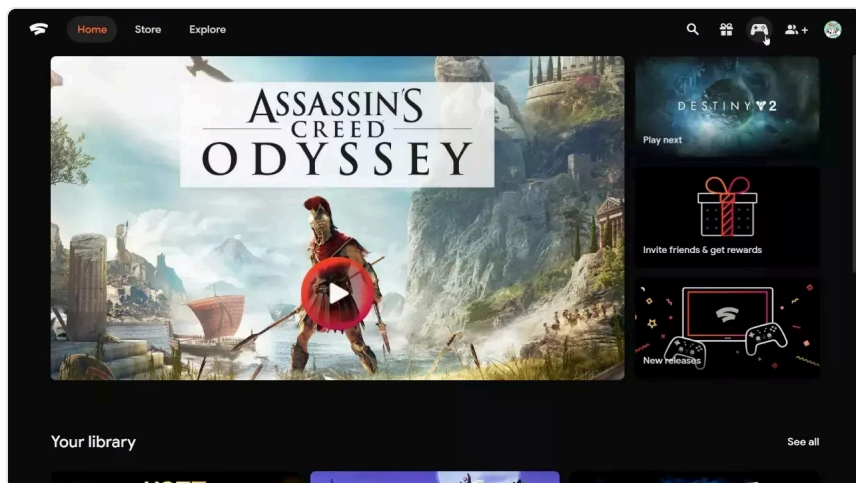 Home Store Explore
ASSASSIN'S
CREED
ODYSSEY
DESTINY 2
Play next
Invite friends & get rewards
New releases
Your library
See all